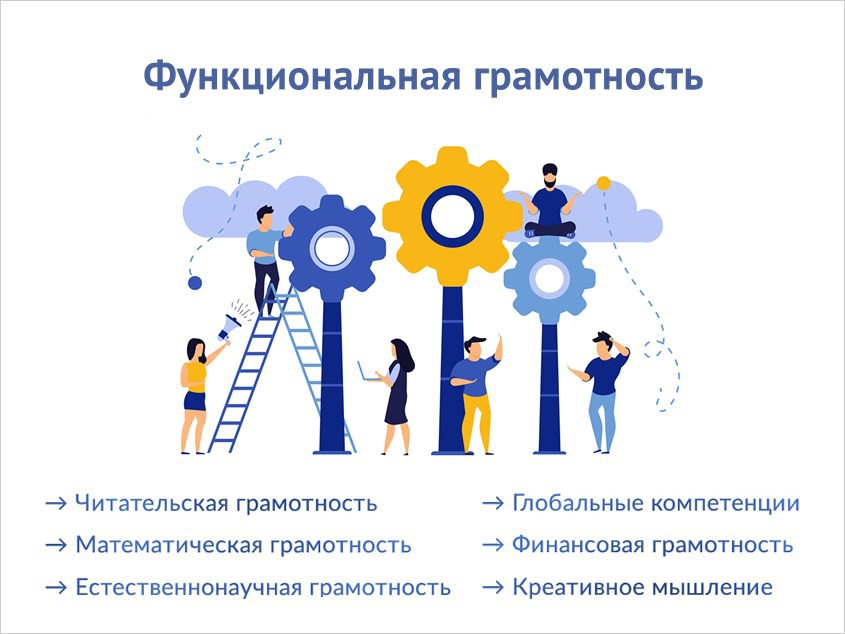 Функциональная грамотность
→ Читательская грамотность
→ Математическая грамотность
→ Естественнонаучная грамотность
→ Глобальные компетенции
→ Финансовая грамотность
→ Креативное мышление